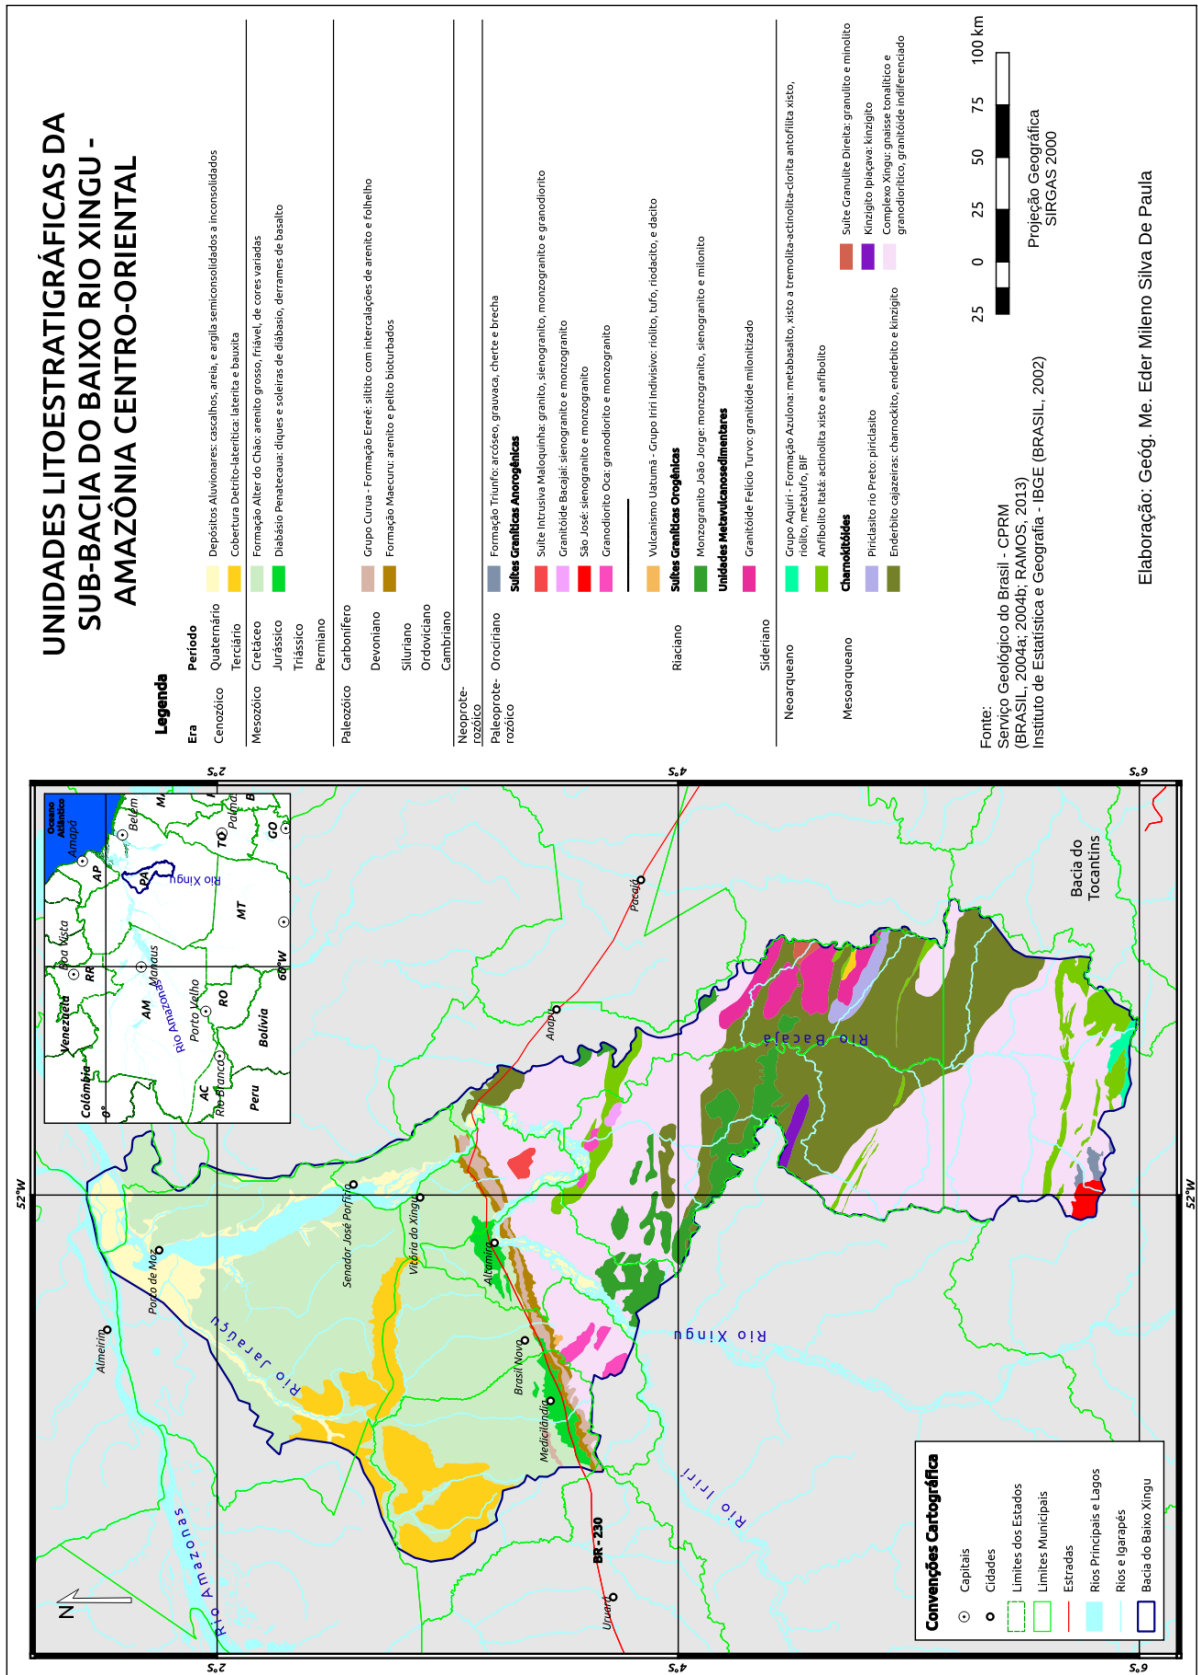 UNIDADES LITOESTRATIGRÁFICAS DA
SUB-BACIA DO BAIXO RIO XINGU -
AMAZÔNIA CENTRO-ORIENTAL
Legenda
Era
Período
Cenozóico
Quaternário
Depósitos Aluvionares: cascalhos, areia, e argila semiconsolidados a inconsolidados
Terciário
Cobertura Detrito-laterítica: laterita e bauxita
Mesozóico
Cretáceo
Formação Alter do Chão: arenito grosso, friável, de cores variadas
Jurássico
Diabásio Penatecaua: diques e soleiras de diábasio, derrames de basalto
Triássico
Permiano
Paleozóico
Carbonífero
Grupo Curua - Formação Ererê: siltito com intercalações de arenito e folhelho
Devoniano
Formação Maecuru: arenito e pelito bioturbados
Siluriano
Ordoviciano
Cambriano
Neoprote-
rozóico
Paleoprote-
rozóico
Orociriano
Formação Triunfo: arcóseo, grauvaca, cherte e brecha
Suítes Graníticas Anorogênicas
Suíte Intrusiva Maloquinha: granito, sienogranito, monzogranito e granodiorito
Granitóide Bacajaí: sienogranito e monzogranito
São José: sienogranito e monzogranito
Granodiorito Oca: granodiorito e monzogranito
Vulcanismo Uatumã - Grupo Iriri Indivisivo: riolito, tufo, riodacito, e dacito
Suítes Graníticas Orogênicas
Riaciano
Monzogranito João Jorge: monzogranito, sienogranito e milonito
Unidades Metavulcanosedimentares
Granitóide Felício Turvo: granitóide milonitizado
Sideriano
Neoarqueano
Grupo Aquiri - Formação Azulona: metabasalto, xisto a tremolita-actinolita-clorita antofilita xisto,
riolito, metatufo, BIF
Anfibolito Itatá: actinolita xisto e anfibolito
Mesoarqueano
Charnokitóides
Piriclasito rio Preto: piriclasito
Enderbito cajazeiras: charnockito, enderbito e kinzigito
Suíte Granulite Direita: granulito e minolito
Kinzigito Ipiaçava: kinzigito
Complexo Xingu: gnaisse tonalítico e
granodiorítico, granitóide indiferenciado
Fonte:
Serviço Geológico do Brasil - CPRM
(BRASIL, 2004a; 2004b; RAMOS, 2013)
Instituto de Estatística e Geografia - IBGE (BRASIL, 2002)
25 0 25 50 75 100 km
Projeção Geográfica
SIRGAS 2000
Elaboração: Geóg. Me. Eder Mileno Silva De Paula
2°S
4°S
6°S
2°S
4°S
6°S
52°W
52°W
N
Oceano
Atlântico
Amapá
AP
Belém
PA
Rio Xingu
TO
GO
MT
Boa Vista
RR
Venezuela
Colômbia
0°
60°W
Manaus
AM
Rio Amazonas
Porto Velho
RO
AC
Rio Branco
Bolívia
Peru
Rio Amazonas
Almeirim
Porto de Moz
Rio Jaraúçu
Senador José Porfírio
Vitória do Xingu
Altamira
Brasil Novo
Medicilândia
BR - 230
Uruará
Anapu
Pacajá
Rio Bacajá
Rio Xingu
Rio Iriri
Bacia do
Tocantins
Convenções Cartográfica
Capitais
Cidades
Limites dos Estados
Limites Municipais
Estradas
Rios Principais e Lagos
Rios e Igarapés
Bacia do Baixo Xingu